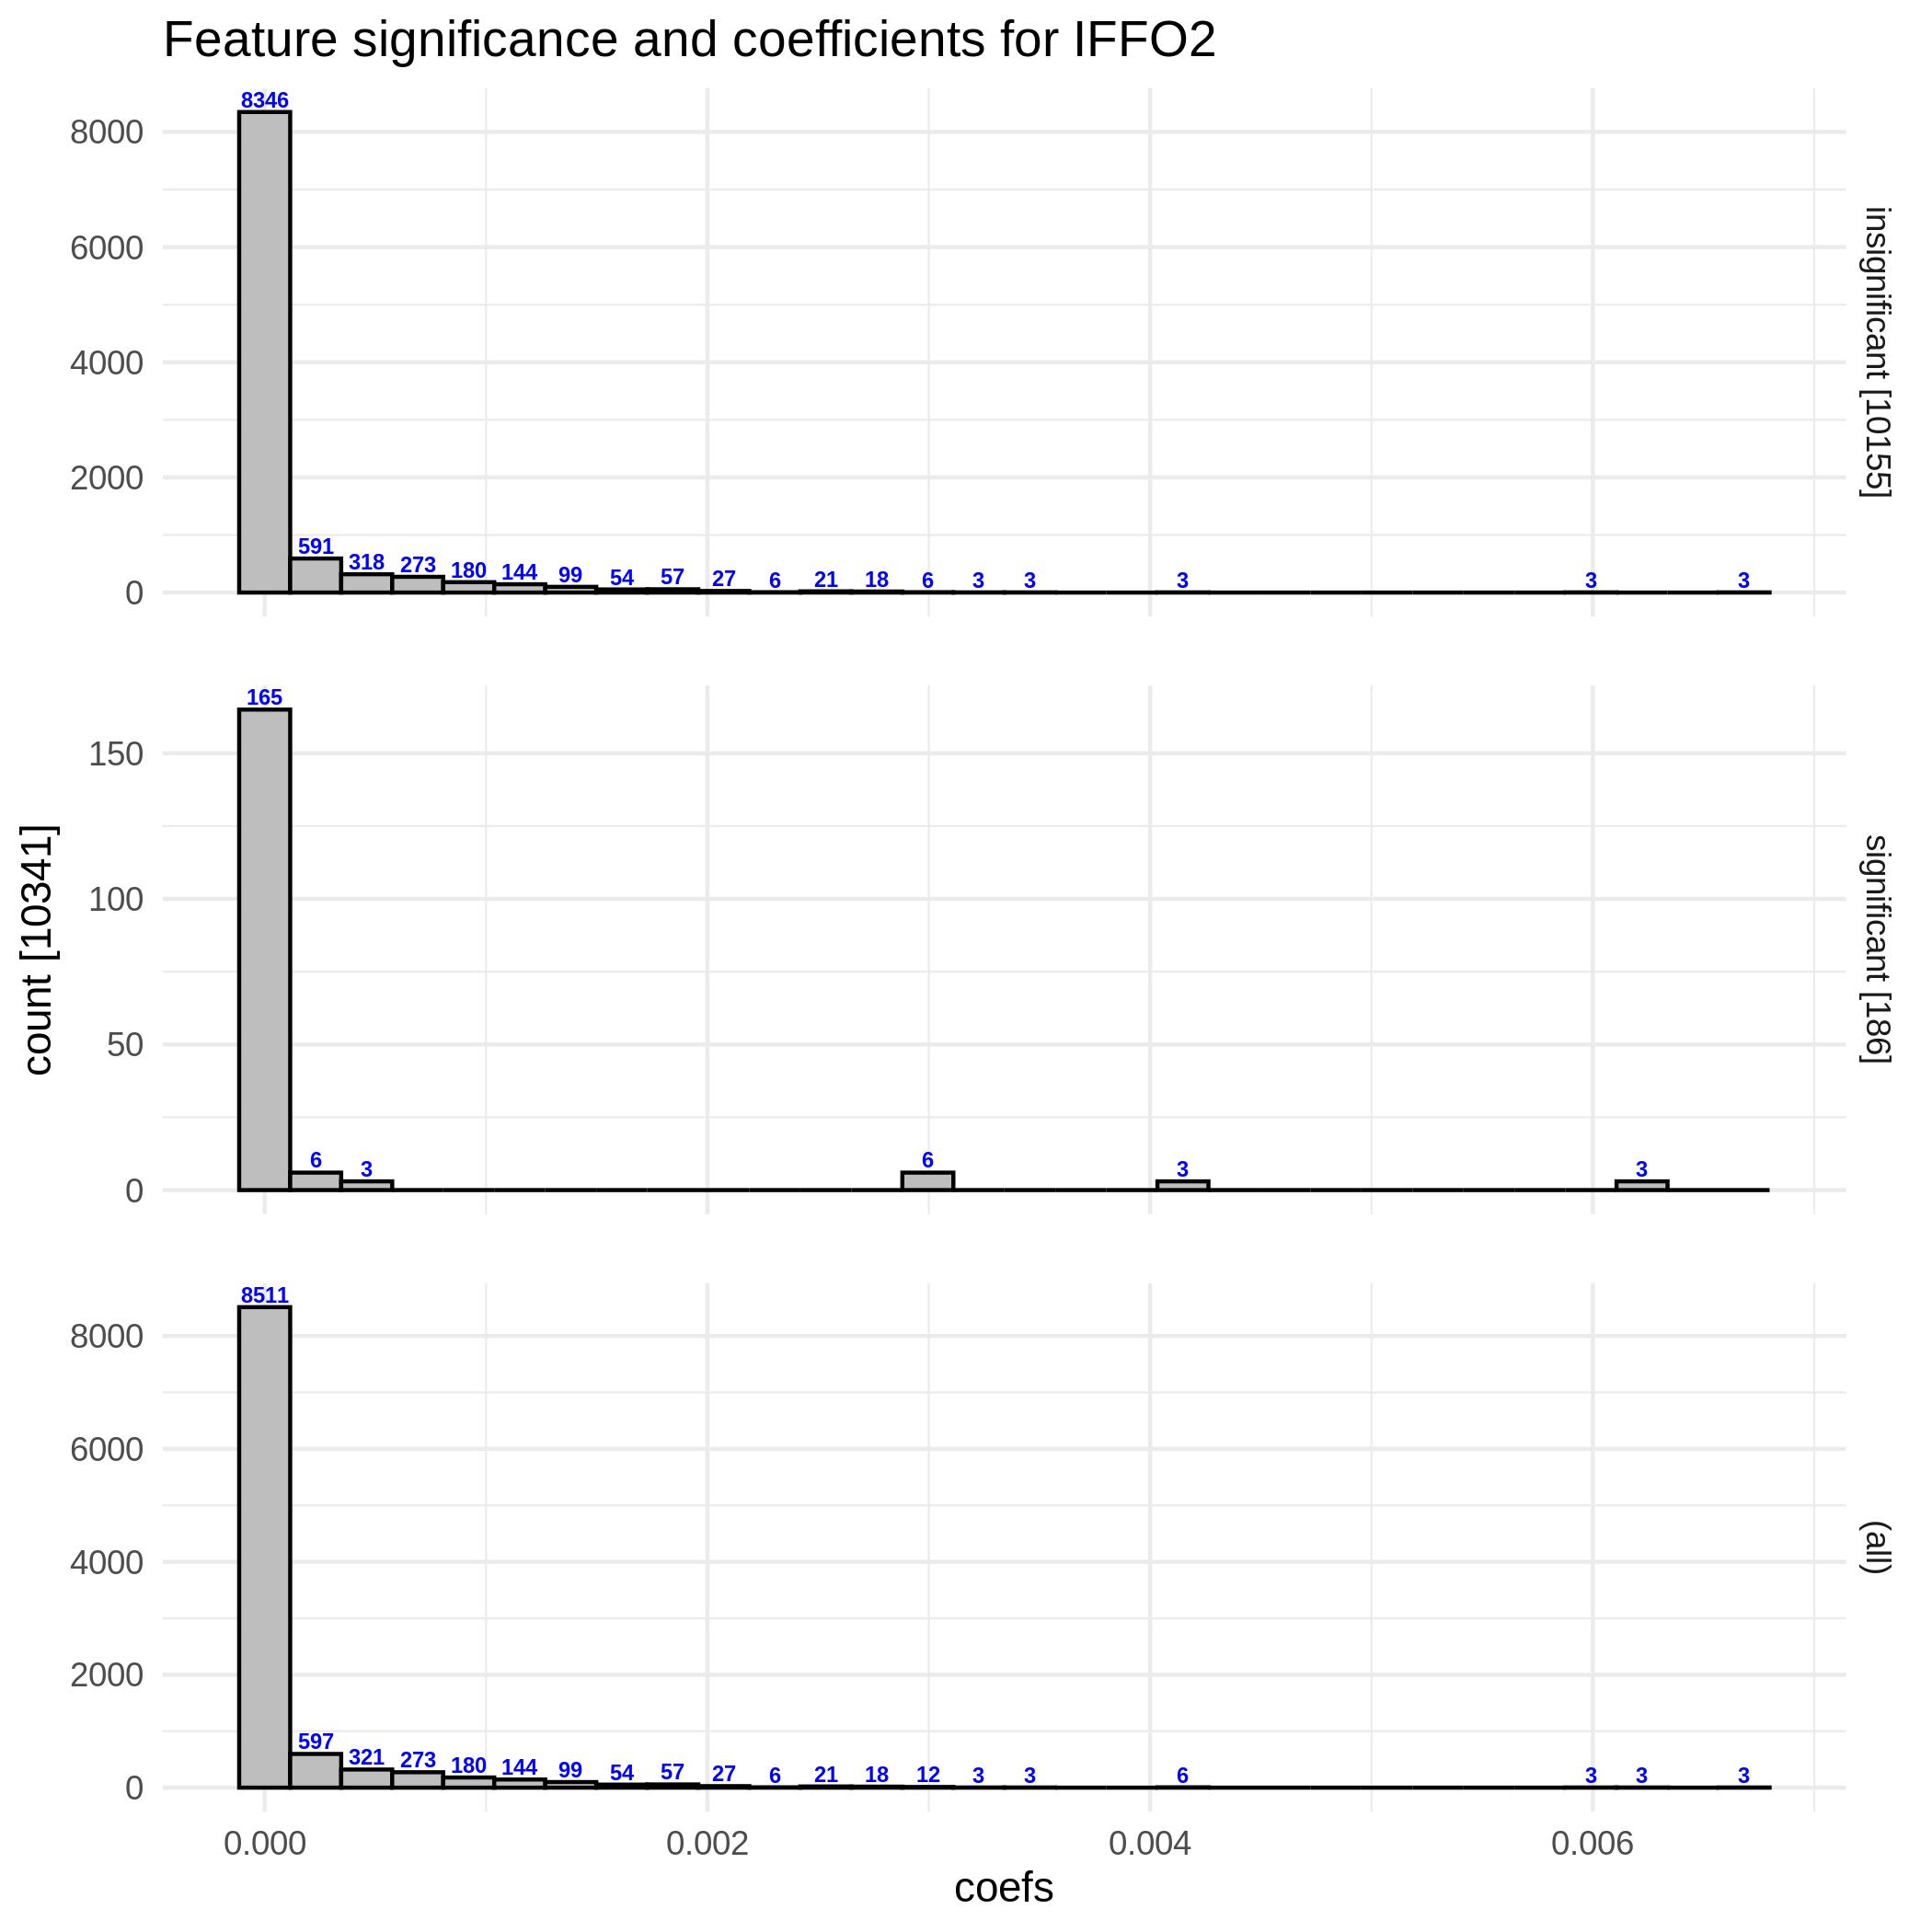 Feature significance and coefficients for IFFO2
8346
8000
6000
4000
2000
591 318 273 180 144 99 54 57 27 6 21 18 6 3 3 3 3 3
0
insignificant [10155]
165
150
100
50
6 3 6 3 3
0
significant [186]
count [10341]
8511
8000
6000
4000
2000
597 321 273 180 144 99 54 57 27 6 21 18 12 3 3 6 3 3 3
0
(all)
0.000 0.002 0.004 0.006
coefs